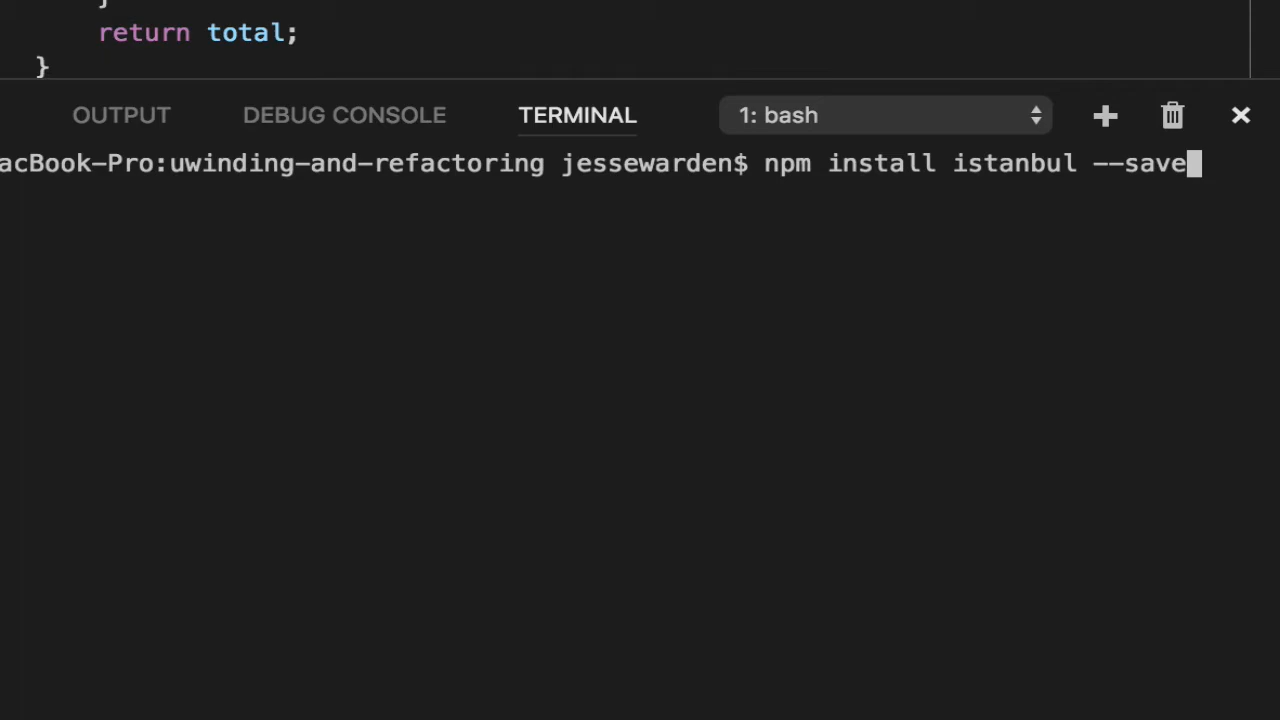 }
return total;
}
OUTPUT DEBUG CONSOLE TERMINAL 1: bash
acBook-Pro:uwinding-and-refactoring jessewarden$ npm install istanbul --save